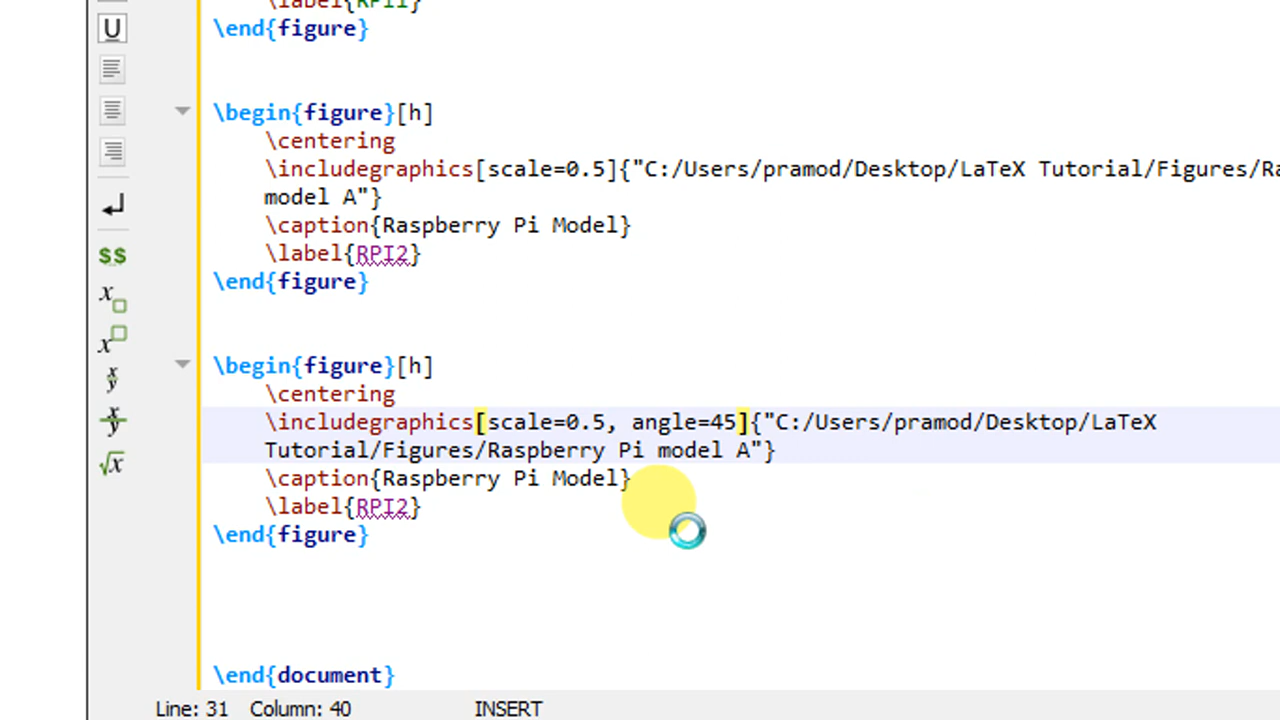 \label{RPI1}
\end{figure}
\begin{figure}[h]
\centering
\includegraphics[scale=0.5]{"C:/Users/pramod/Desktop/LaTeX Tutorial/Figures/Ra
model A"}
\caption{Raspberry Pi Model}
\label{RPI2}
\end{figure}
\begin{figure}[h]
\centering
\includegraphics[scale=0.5, angle=45]{"C:/Users/pramod/Desktop/LaTeX
Tutorial/Figures/Raspberry Pi model A"}
\caption{Raspberry Pi Model}
\label{RPI2}
\end{figure}
\end{document}
Line: 31 Column: 40 INSERT
U
$$
x
x
x/y
x/y
√x